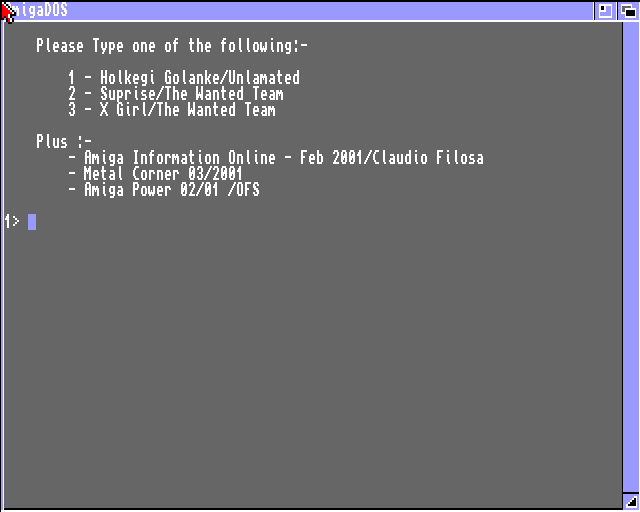 AmigaDOS
Please Type one of the following:-
1 - Holkegi Golanke/Unlamated
2 - Suprise/The Wanted Team
3 - X Girl/The Wanted Team
Plus :-
- Amiga Information Online - Feb 2001/Claudio Filosa
- Metal Corner 03/2001
- Amiga Power 02/01 /OFS
1>